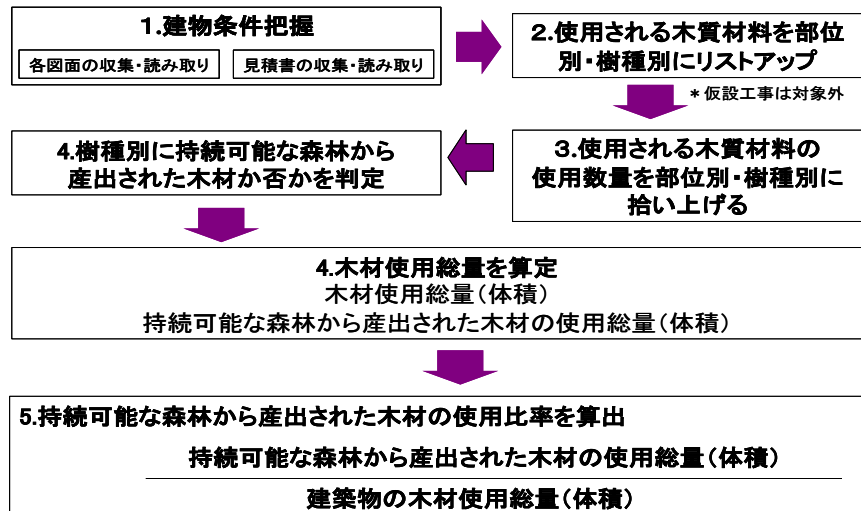 1.建物条件把握
各図面の収集・読み取り
見積書の収集・読み取り
2.使用される木質材料を部位
別・樹種別にリストアップ
＊仮設工事は対象外
3.使用される木質材料の
使用数量を部位別・樹種別に
拾い上げる
4.樹種別に持続可能な森林から
産出された木材か否かを判定
4.木材使用総量を算定
木材使用総量（体積）
持続可能な森林から産出された木材の使用総量（体積）
5.持続可能な森林から産出された木材の使用比率を算出
持続可能な森林から産出された木材の使用総量（体積）
建築物の木材使用総量（体積）